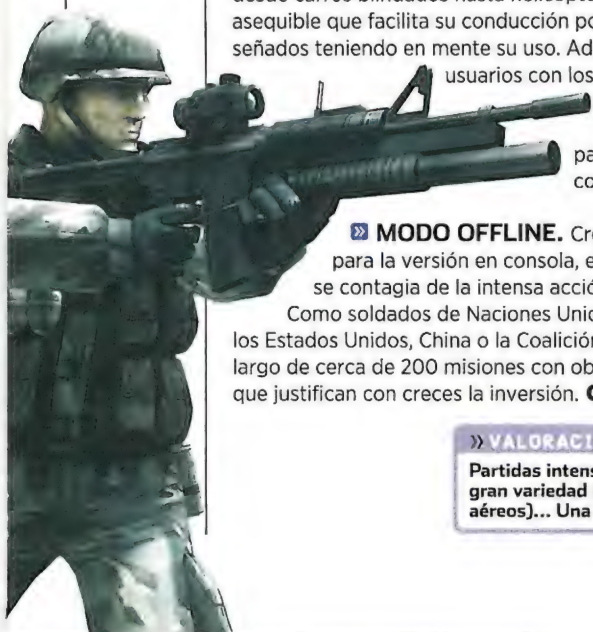 asequible que facilita su conducción po
señados teniendo en mente su uso. Ad
usuarios con los
pa
co
» MODO OFFLINE. Cre
para la versión en consola, e
se contagia de la intensa acció
Como soldados de Naciones Unid
los Estados Unidos, China o la Coalición
largo de cerca de 200 misiones con ob
que justifican con creces la inversión.
» VALORACI
Partidas intens
gran variedad
aéreos)... Una